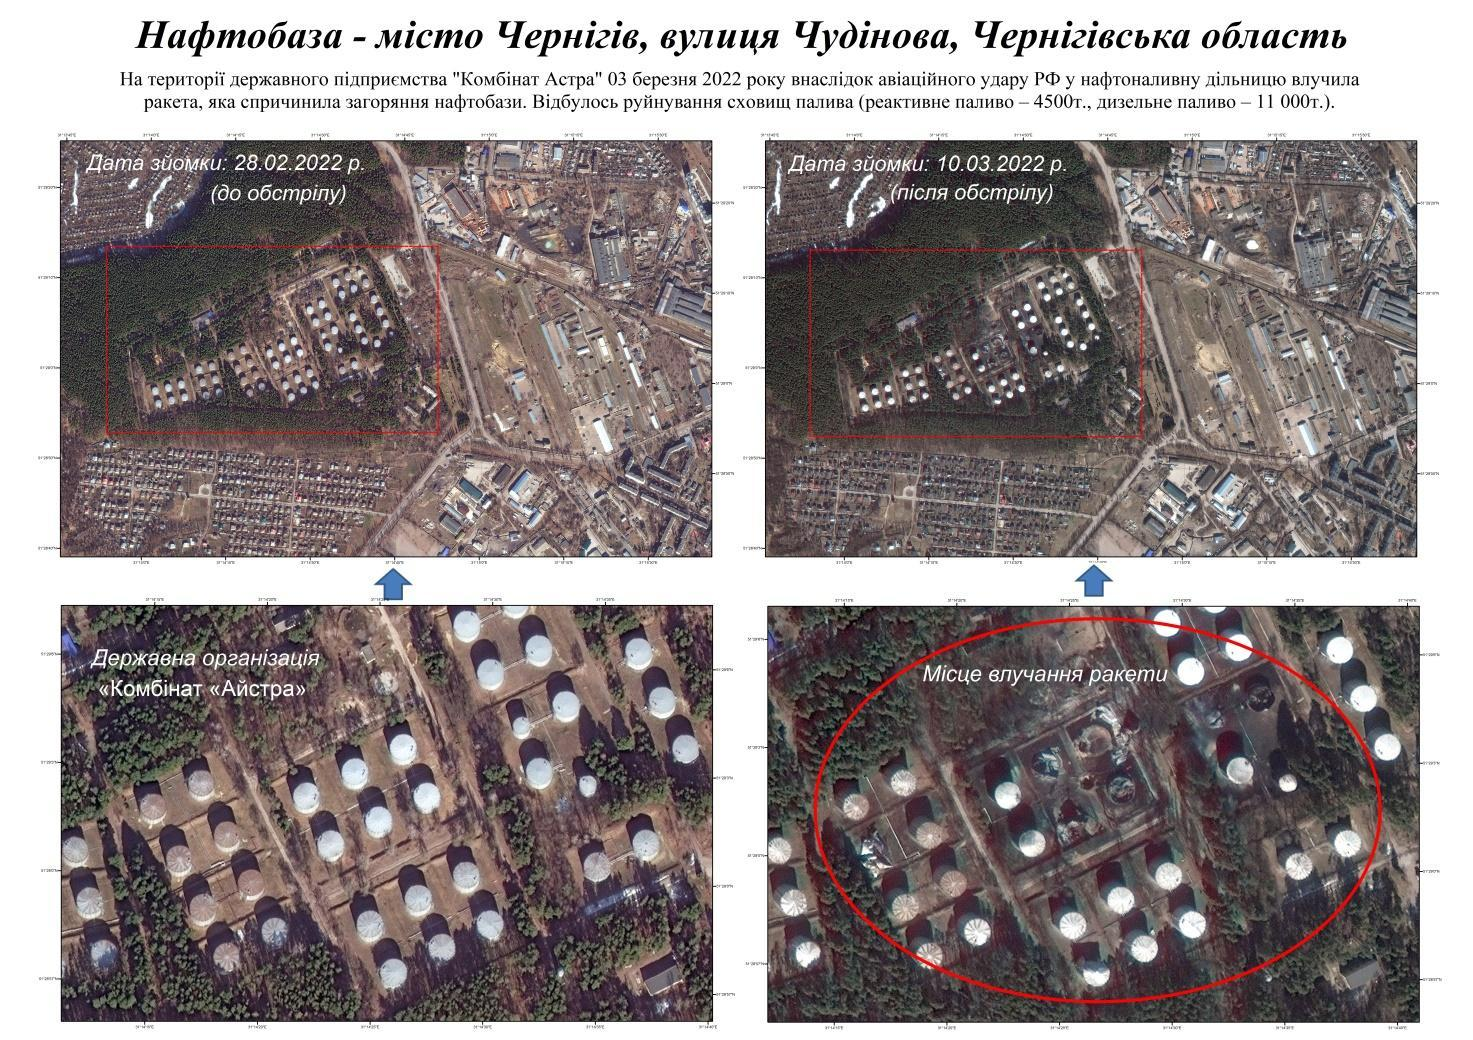 Нафтобаза - місто Чернігів, вулиця Чудінова, Чернігівська область
На території державного підприємства "Комбінат Астра" 03 березня 2022 року внаслідок авіаційного удару РФ у нафтоналивну дільницю влучила
ракета, яка спричинила загоряння нафтобази. Відбулось руйнування сховищ палива (реактивне паливо – 4500т., дизельне паливо – 11 000т.).
Дата зйомки: 28.02.2022 р.
(до обстрілу)
Дата зйомки: 10.03.2022 р.
(після обстрілу)
Державна організація
«Комбінат «Айстра»
Місце влучання ракети